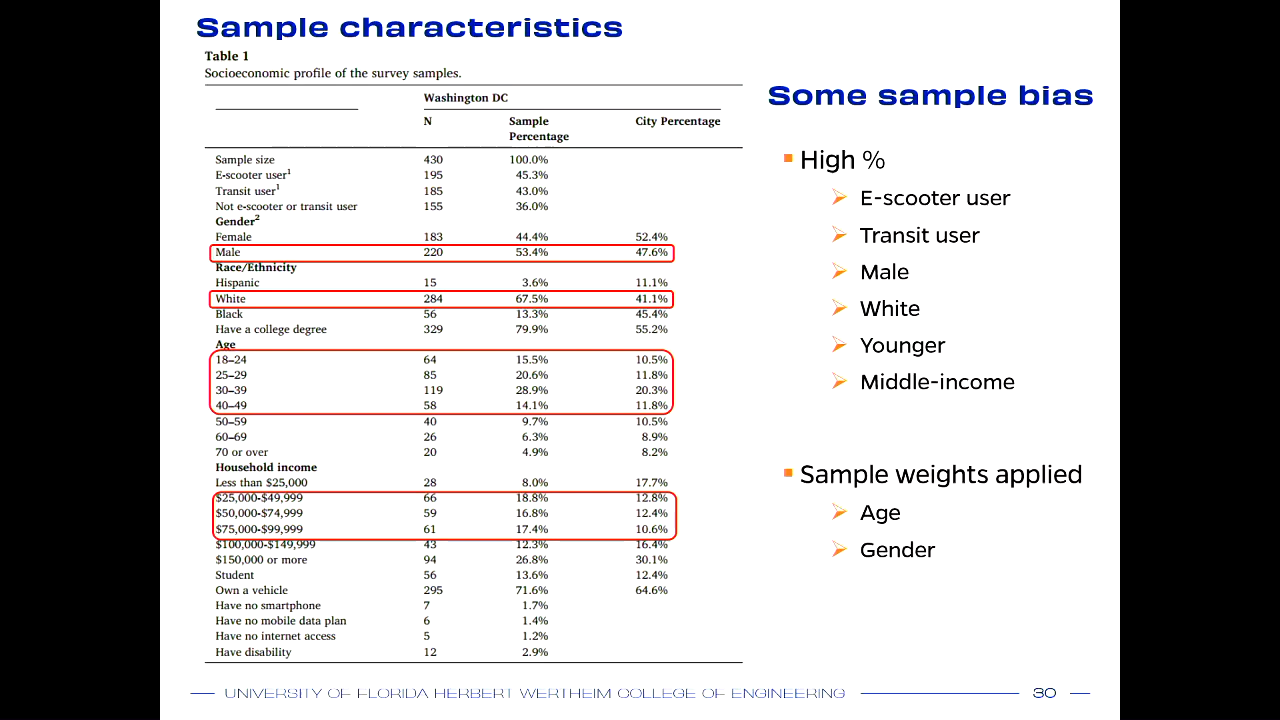 Sample characteristics
Table 1
Socioeconomic profile of the survey samples.
Washington DC
N Sample Percentage City Percentage
Sample size 430 100.0%
E-scooter user1 195 45.3%
Transit user1 185 43.0%
Not e-scooter or transit user 155 36.0%
Gender2
Female 183 44.4% 52.4%
Male 220 53.4% 47.6%
Race/Ethnicity
Hispanic 15 3.6% 11.1%
White 284 67.5% 41.1%
Black 56 13.3% 45.4%
Have a college degree 329 79.9% 55.2%
Age
18–24 64 15.5% 10.5%
25–29 85 20.6% 11.8%
30–39 119 28.9% 20.3%
40–49 58 14.1% 11.8%
50–59 40 9.7% 10.5%
60–69 26 6.3% 8.9%
70 or over 20 4.9% 8.2%
Household income
Less than $25,000 28 8.0% 17.7%
$25,000-$49,999 66 18.8% 12.8%
$50,000-$74,999 59 16.8% 12.4%
$75,000-$99,999 61 17.4% 10.6%
$100,000-$149,999 43 12.3% 16.4%
$150,000 or more 94 26.8% 30.1%
Student 56 13.6% 12.4%
Own a vehicle 295 71.6% 64.6%
Have no smartphone 7 1.7%
Have no mobile data plan 6 1.4%
Have no internet access 5 1.2%
Have disability 12 2.9%
Some sample bias
High %
E-scooter user
Transit user
Male
White
Younger
Middle-income
Sample weights applied
Age
Gender
UNIVERSITY OF FLORIDA HERBERT WERTHEIM COLLEGE OF ENGINEERING 30